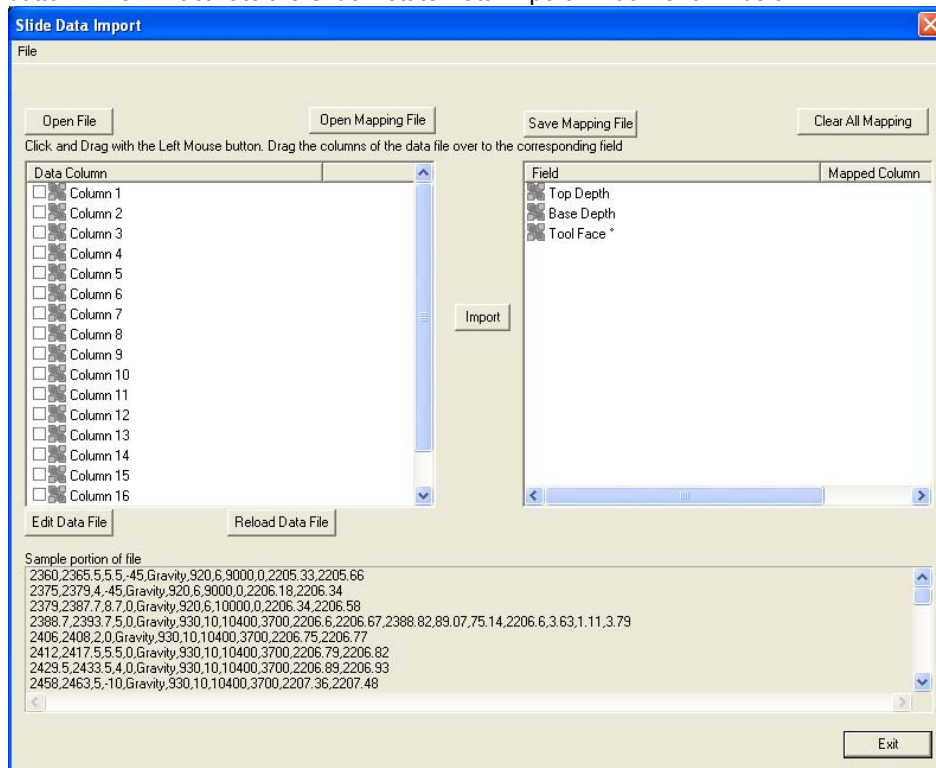 Slide Data Import
File
Open File
Open Mapping File
Save Mapping File
Clear All Mapping
Click and Drag with the Left Mouse button. Drag the columns of the data file over to the corresponding field
Data Column
Column 1
Column 2
Column 3
Column 4
Column 5
Column 6
Column 7
Column 8
Column 9
Column 10
Column 11
Column 12
Column 13
Column 14
Column 15
Column 16
Import
Field Mapped Column
Top Depth
Base Depth
Tool Face *
Edit Data File
Reload Data File
Sample portion of file
2360,2365.5,5.5,-45,Gravity,920,6,9000,0,2205.33,2205.66
2375,2379,4,-45,Gravity,920,6,9000,0,2206.18,2206.34
2379,2387.7,8.7,0,Gravity,920,6,10000,0,2206.34,2206.58
2388.7,2393.7,5,0,Gravity,930,10,10400,3700,2206.6,2206.67,2388.82,89.07,75.14,2206.6,3.63,1.11,3.79
2406,2408,2,0,Gravity,930,10,10400,3700,2206.75,2206.77
2412,2417.5,5.5,0,Gravity,930,10,10400,3700,2206.79,2206.82
2429.5,2433.5,4,0,Gravity,930,10,10400,3700,2206.89,2206.93
2458,2463,5,-10,Gravity,930,10,10400,3700,2207.36,2207.48
Exit